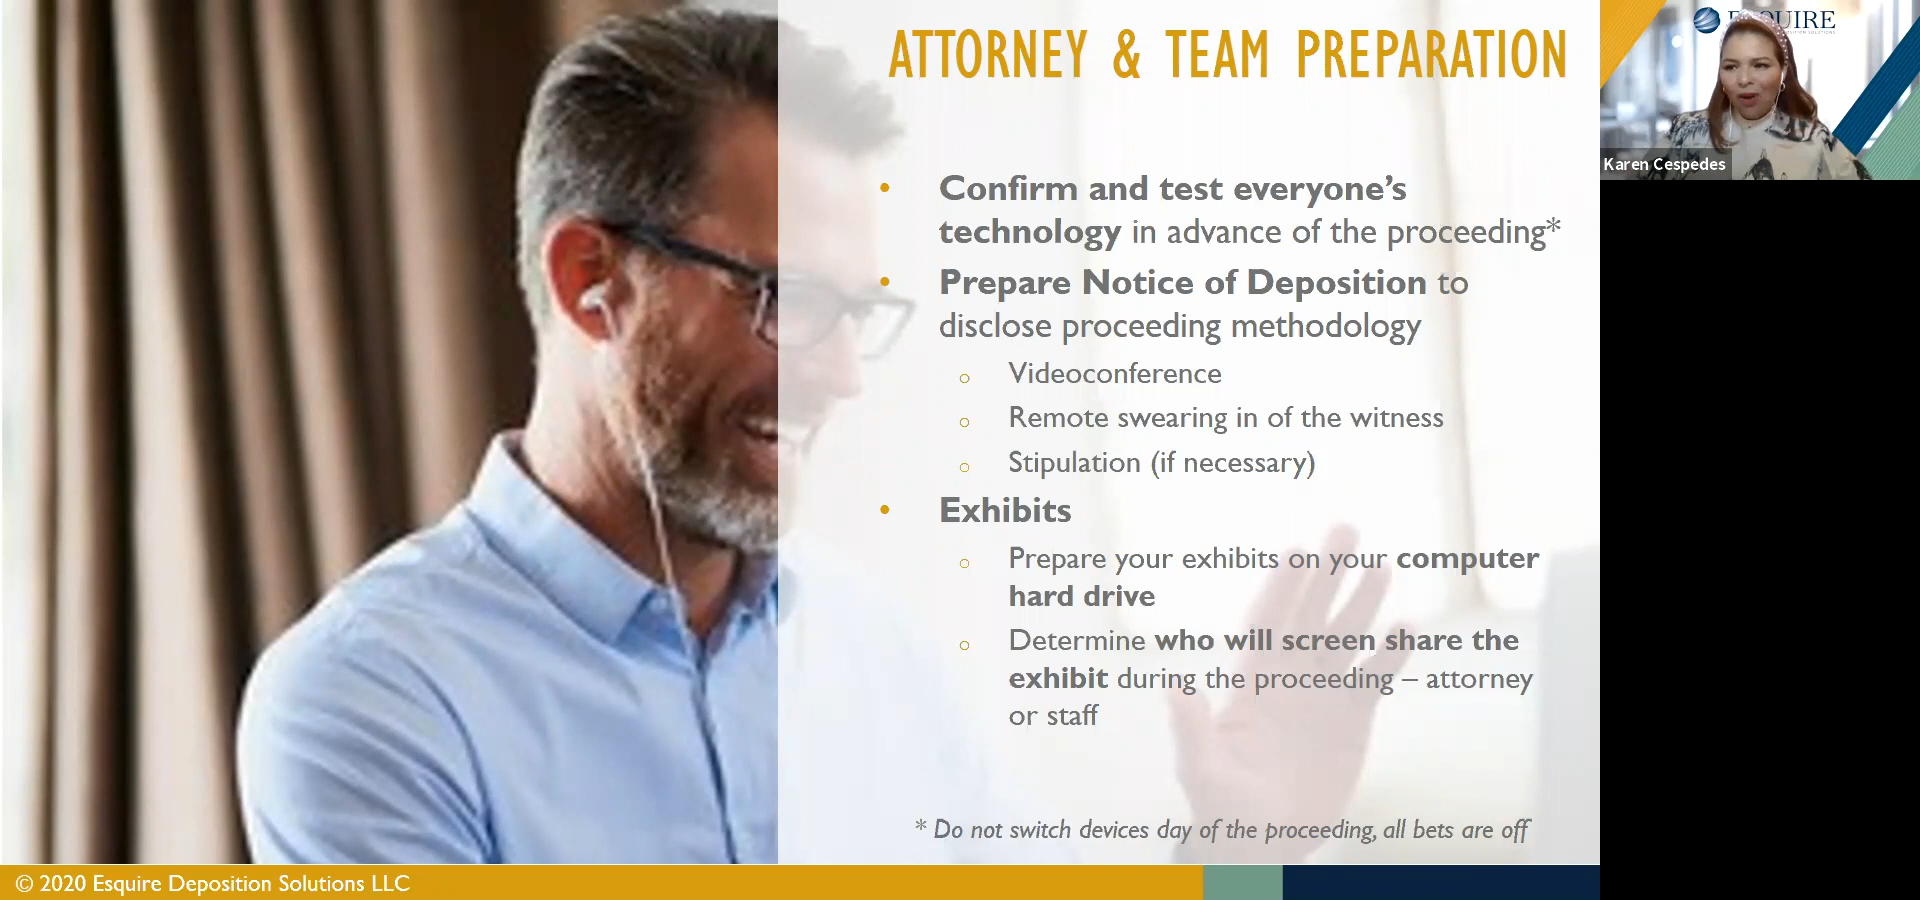 ATTORNEY & TEAM PREPARATION
• Confirm and test everyone’s
technology in advance of the proceeding*
• Prepare Notice of Deposition to
disclose proceeding methodology
o Videoconference
o Remote swearing in of the witness
o Stipulation (if necessary)
• Exhibits
o Prepare your exhibits on your computer
hard drive
o Determine who will screen share the
exhibit during the proceeding – attorney
or staff
* Do not switch devices day of the proceeding, all bets are off
© 2020 Esquire Deposition Solutions LLC
Karen Cespedes